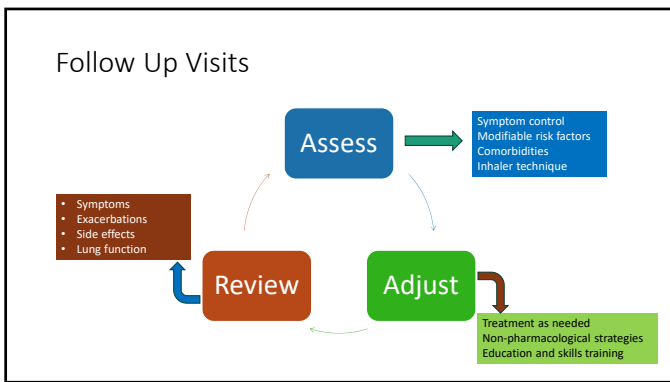 Follow Up Visits
Assess
Symptom control
Modifiable risk factors
Comorbidities
Inhaler technique
• Symptoms
• Exacerbations
• Side effects
• Lung function
Review
Adjust
Treatment as needed
Non-pharmacological strategies
Education and skills training